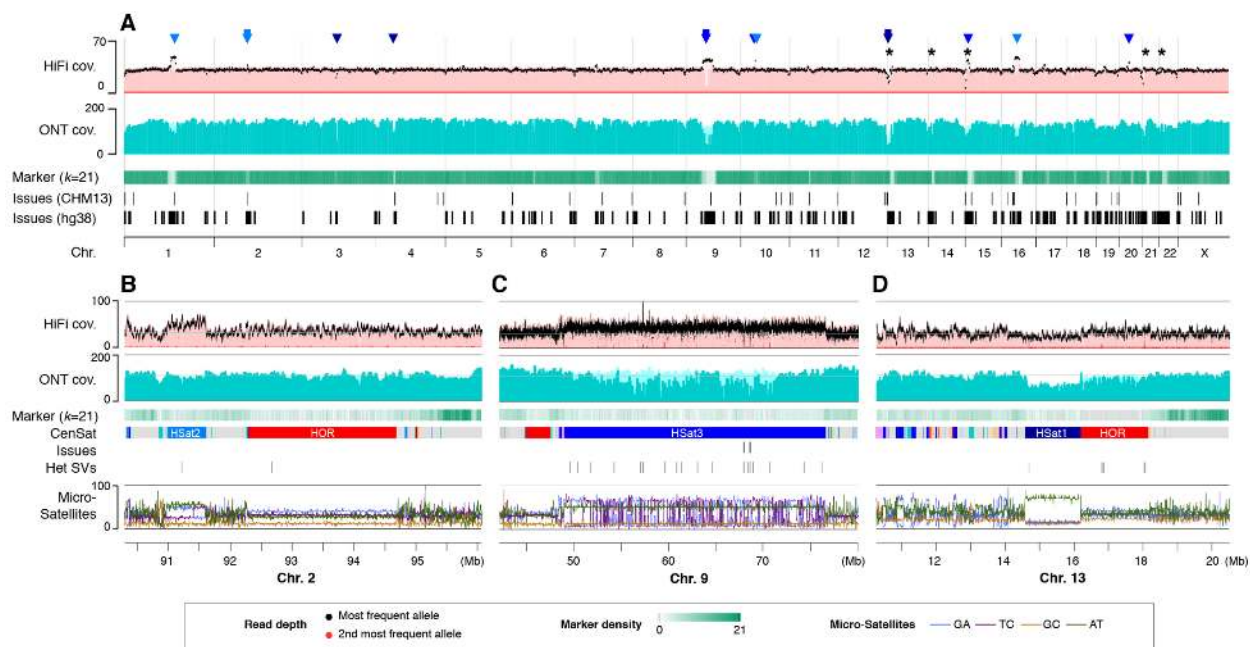 A
70
HiFi cov.
0
200
ONT cov.
0
Marker (k=21)
Issues (CHM13)
Issues (hg38)
Chr. 1 2 3 4 5 6 7 8 9 10 11 12 13 14 15 16 17 18 19 20 21 22 X
* * * * *
B C D
100
HiFi cov.
0
200
ONT cov.
0
Marker (k=21)
CenSat HSat2 HOR HSat3 HSat1 HOR
Issues
Het SVs
100
Micro-
Satellites
0
91 92 93 94 95 (Mb) 50 60 70 (Mb) 12 14 16 18 20 (Mb)
Chr. 2 Chr. 9 Chr. 13
Read depth Most frequent allele
2nd most frequent allele
Marker density
0 21
Micro-Satellites GA TC GC AT